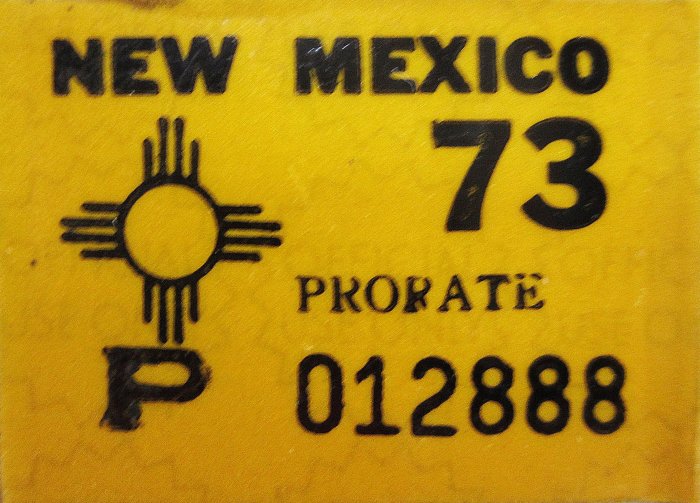 NEW MEXICO
73
PRORATE
P 012888